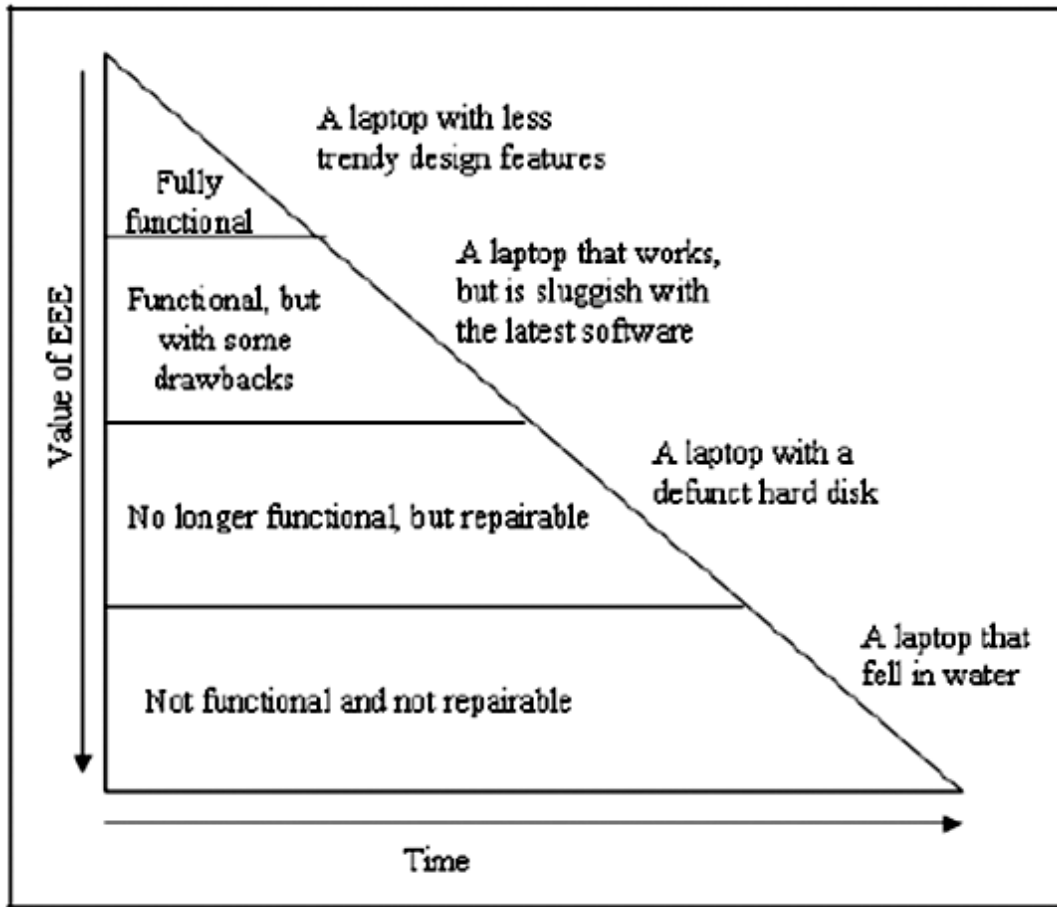 A laptop with less
trendy design features
Fully
functional
A laptop that works,
but is sluggish with
the latest software
Functional, but
with some
drawbacks
Value of EEE
A laptop with a
defunct hard disk
No longer functional, but repairable
A laptop that
fell in water
Not functional and not repairable
Time